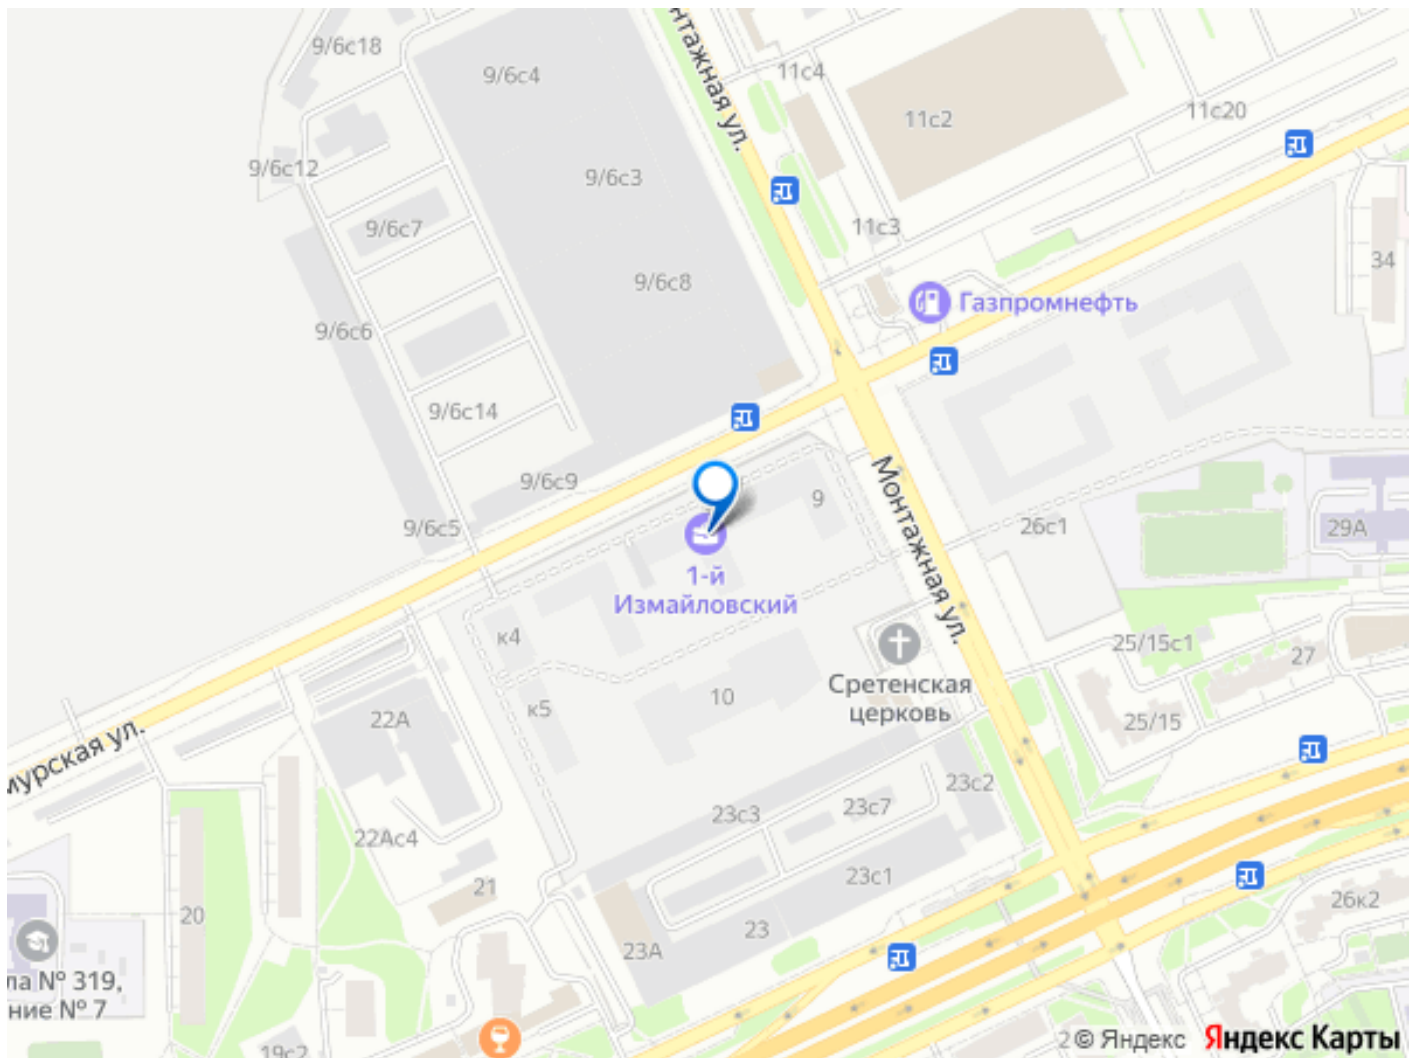 9/6с18
9/6с4
нтажная ул.
11с4
11с2
11с20
9/6с12
9/6с3
9/6с7
11с3
34
9/6с8
Газпромнефть
9/6с6
9/6с14
9/6с9
9
Монтажная ул.
9/6с5
26с1
29А
1-й
Измайловский
к4
25/15с1
27
Сретенская
церковь
10
к5
22А
25/15
мурская ул.
23с2
23с3
23с7
22Ас4
23с1
21
20
26к2
23
23А
ла № 319,
ние № 7
19с2
2© Яндекс Яндекс Карты